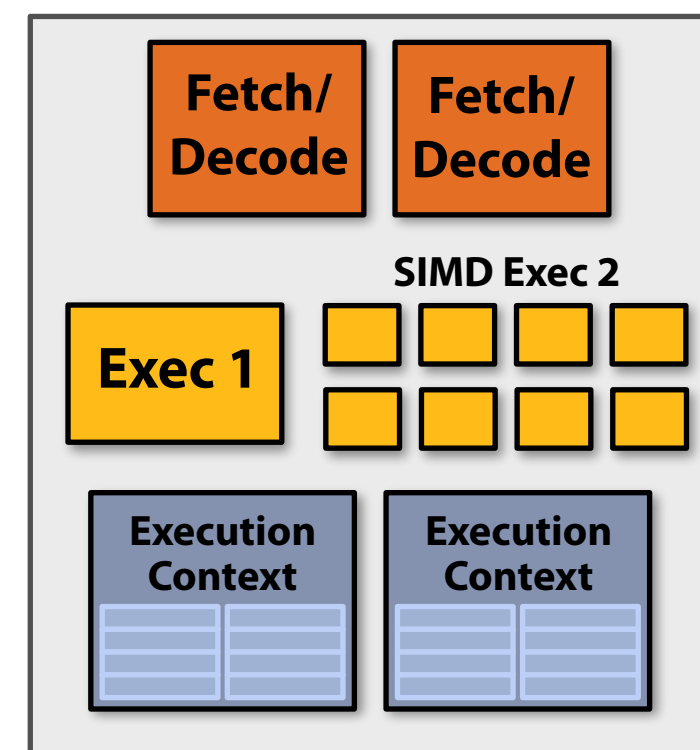 Fetch/
Decode
Fetch/
Decode
SIMD Exec 2
Exec 1
Execution
Context
Execution
Context